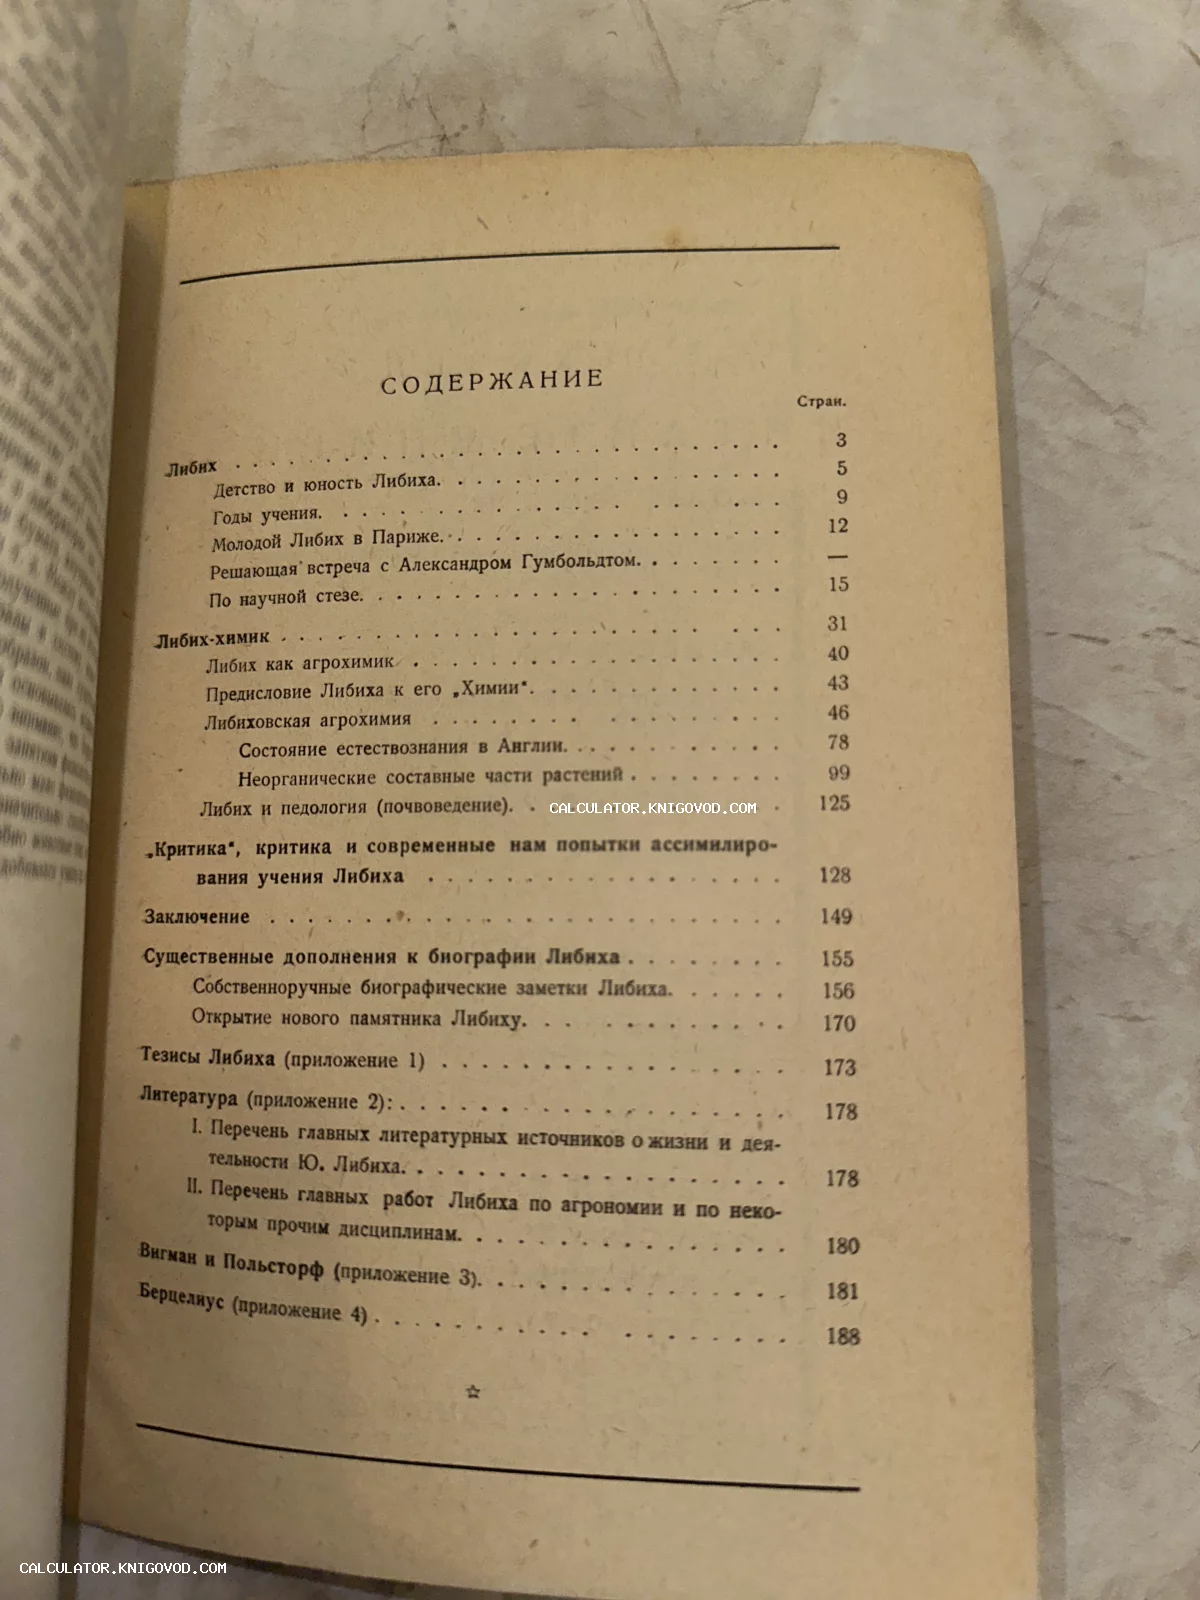 СОДЕРЖАНИЕ
Стран.
Либих . . . . . . . . . . . . . . . . 3
Детство и юность Либиха. . . . . . . . . . . 5
Годы учения. . . . . . . . . . . . . . 9
Молодой Либих в Париже. . . . . . . . . . . 12
Решающая встреча с Александром Гумбольдтом. . . . . . —
По научной стезе. . . . . . . . . . . . . 15
Либих-химик . . . . . . . . . . . . . . 31
Либих как агрохимик . . . . . . . . . . . . 40
Предисловие Либиха к его „Химии“. . . . . . . . . 43
Либиховская агрохимия . . . . . . . . . . . 46
Состояние естествознания в Англии. . . . . . . . 78
Неорганические составные части растений . . . . . . . 99
Либих и педология (почвоведение). . CALCULATOR.KNIGOVOD.COM . 125
„Критика“, критика и современные нам попытки ассимилиро-
вания учения Либиха . . . . . . . . . . . 128
Заключение . . . . . . . . . . . . . . 149
Существенные дополнения к биографии Либиха . . . . . . 155
Собственноручные биографические заметки Либиха. . . . . 156
Открытие нового памятника Либиху. . . . . . . . . 170
Тезисы Либиха (приложение 1) . . . . . . . . . . 173
Литература (приложение 2): . . . . . . . . . . . 178
I. Перечень главных литературных источников о жизни и дея-
тельности Ю. Либиха. . . . . . . . . . . 178
II. Перечень главных работ Либиха по агрономии и по неко-
торым прочим дисциплинам. . . . . . . . . 180
Вигман и Польсторф (приложение 3). . . . . . . . . 181
Берцелиус (приложение 4) . . . . . . . . . . . 188
CALCULATOR.KNIGOVOD.COM